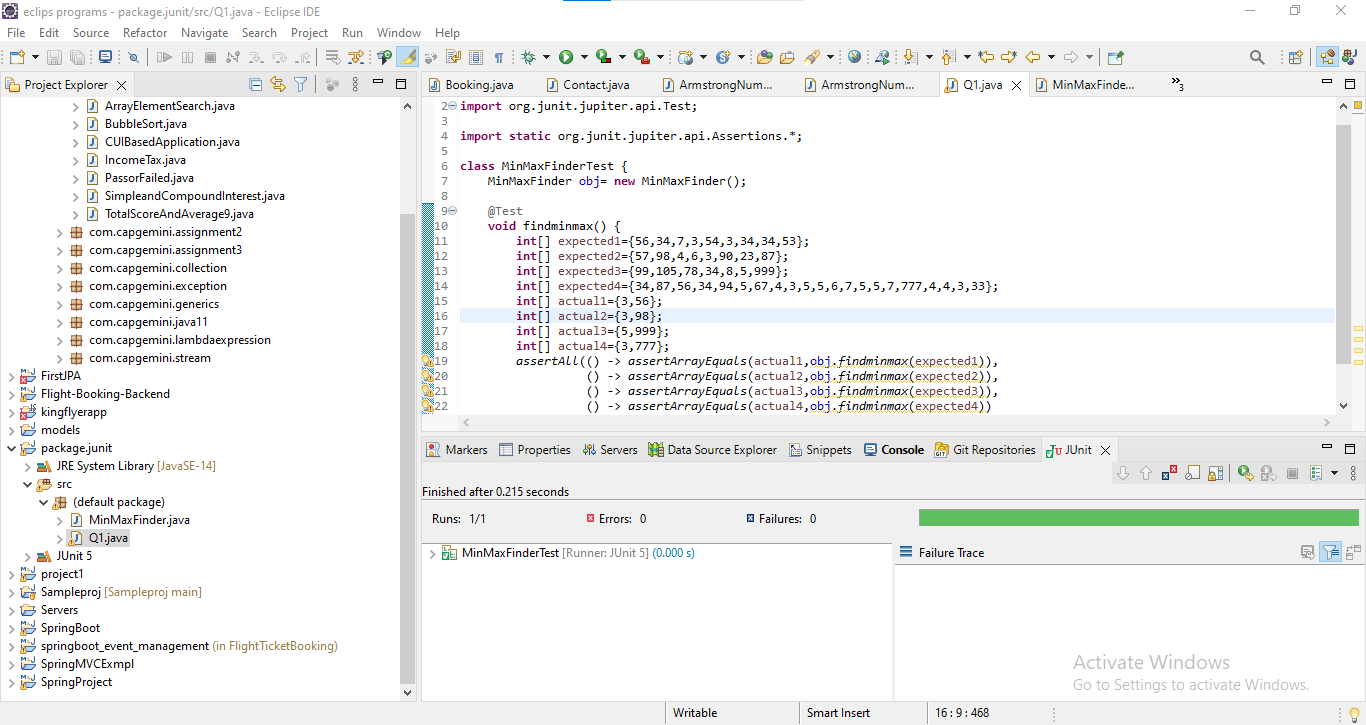 eclips programs - package.junit/src/Q1.java - Eclipse IDE
File Edit Source Refactor Navigate Search Project Run Window Help
Project Explorer
ArrayElementSearch.java
BubbleSort.java
CUIBasedApplication.java
IncomeTax.java
PassorFailed.java
SimpleandCompoundInterest.java
TotalScoreAndAverage9.java
com.capgemini.assignment2
com.capgemini.assignment3
com.capgemini.collection
com.capgemini.exception
com.capgemini.generics
com.capgemini.java11
com.capgemini.lambdaexpression
com.capgemini.stream
FirstJPA
Flight-Booking-Backend
kingflyerapp
models
package.junit
JRE System Library [JavaSE-14]
src
(default package)
MinMaxFinder.java
Q1.java
JUnit 5
project1
Sampleproj [Sampleproj main]
Servers
SpringBoot
springboot_event_management (in FlightTicketBooking)
SpringMVCExmpl
SpringProject
Booking.java Contact.java ArmstrongNum... ArmstrongNum... Q1.java MinMaxFinde... »3
2 import org.junit.jupiter.api.Test;
3
4 import static org.junit.jupiter.api.Assertions.*;
5
6 class MinMaxFinderTest {
7 MinMaxFinder obj= new MinMaxFinder();
8
9 @Test
10 void findminmax() {
11 int[] expected1={56,34,7,3,54,3,34,34,53};
12 int[] expected2={57,98,4,6,3,90,23,87};
13 int[] expected3={99,105,78,34,8,5,999};
14 int[] expected4={34,87,56,34,94,5,67,4,3,5,5,6,7,5,5,7,777,4,4,3,33};
15 int[] actual1={3,56};
16 int[] actual2={3,98};
17 int[] actual3={5,999};
18 int[] actual4={3,777};
19 assertAll(() -> assertArrayEquals(actual1,obj.findminmax(expected1)),
20 () -> assertArrayEquals(actual2,obj.findminmax(expected2)),
21 () -> assertArrayEquals(actual3,obj.findminmax(expected3)),
22 () -> assertArrayEquals(actual4,obj.findminmax(expected4))
Markers Properties Servers Data Source Explorer Snippets Console Git Repositories JUnit
Finished after 0.215 seconds
Runs: 1/1 Errors: 0 Failures: 0
MinMaxFinderTest [Runner: JUnit 5] (0.000 s)
Failure Trace
Activate Windows
Go to Settings to activate Windows.
Writable Smart Insert 16 : 9 : 468